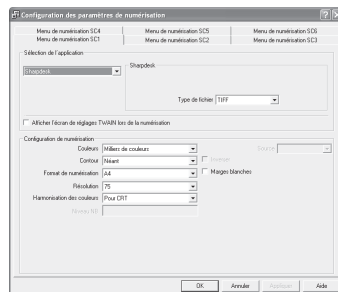 Configuration des paramètres de numérisation
Menu de numérisation SC4 Menu de numérisation SC5 Menu de numérisation SC6
Menu de numérisation SC1 Menu de numérisation SC2 Menu de numérisation SC3
Sélection de l'application
Sharpdesk
Sharpdesk
Type de fichier TIFF
Afficher l'écran de réglages TWAIN lors de la numérisation
Configuration de numérisation
Couleurs Milliers de couleurs Source
Contour Néant Inverser
Format de numérisation A4 Marges blanches
Résolution 75
Harmonisation des couleurs Pour CRT
Niveau NB
OK Annuler Appliquer Aide